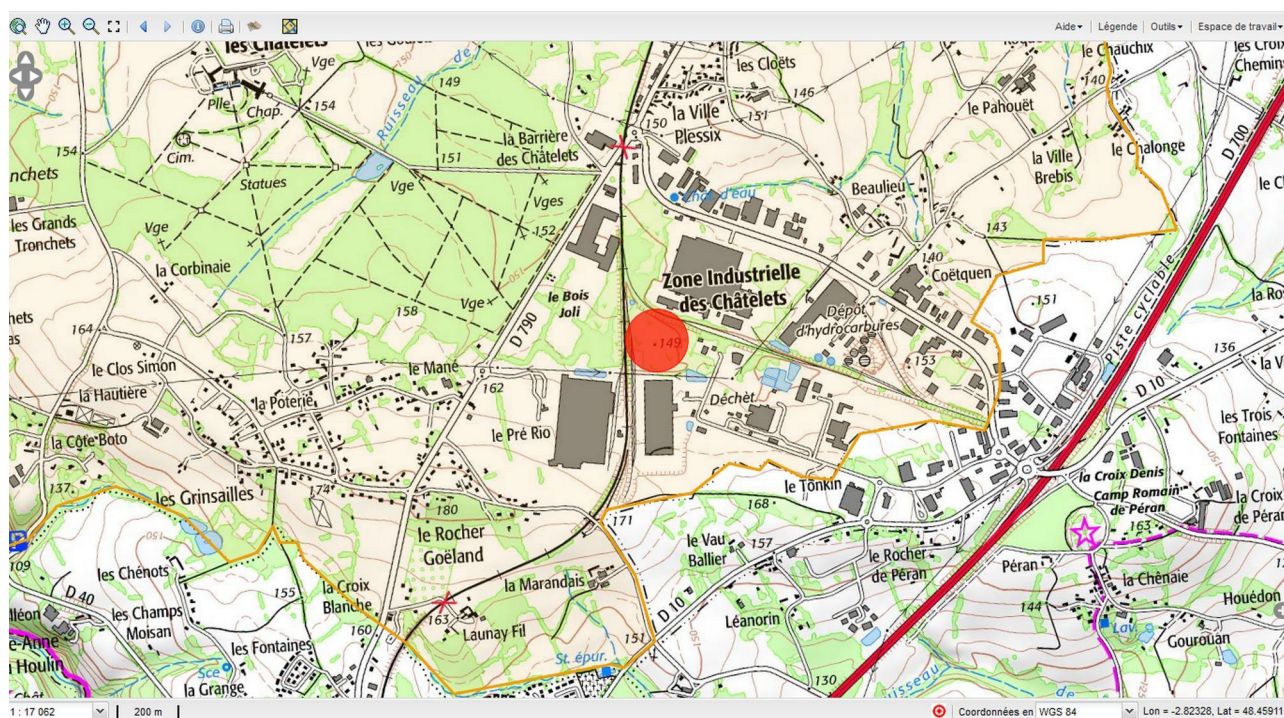 Aide
Légende
Outils
Espace de travail
les Châtelets
Vge
149
Ruisseau de
les Cloëts
le Chauchix
les Croix
Chemins
146
140
le Pahouët
Plle
Chap.
154
la Ville
Plessix
150
151
la Barrière
des Châtelets
Cim.
154
151
Vge
Statues
nchets
Vges
152
Chât. d'eau
Beaulieu
la Ville
Brebis
le Chalonge
D 700
les Grands
Tronchets
Vge
143
140
la Corbinaie
Zone Industrielle
des Châtelets
Coëtquen
Vge
le Bois
Joli
Dépôt
d'hydrocarbures
151
Piste cyclable
158
D 790
164
157
149
153
136
le Clos Simon
le Mané
162
D 10
la Hautière
la Poterie
Déchèt.
les Trois
Fontaines
la Côte Boto
le Pré Rio
137
les Grinsailles
174
le Tonkin
la Croix Denis
Camp Romain
de Péran
la Croix
de Péran
180
168
163
171
le Rocher
Goëland
P
109
le Vau
Ballier
157
le Rocher
de Péran
Péran
les Chénots
la Croix
Blanche
la Marandais
la Chênaie
D 40
155
les Champs
Moisan
163
D 10
Léanorin
144
Houédon
160
Launay Fil
151
Lav.
Gourouan
les Fontaines
St. épur.
Sce
la Grange
130
1 : 17 062
200 m
Coordonnées en
WGS 84
Lon = -2.82328, Lat = 48.45911